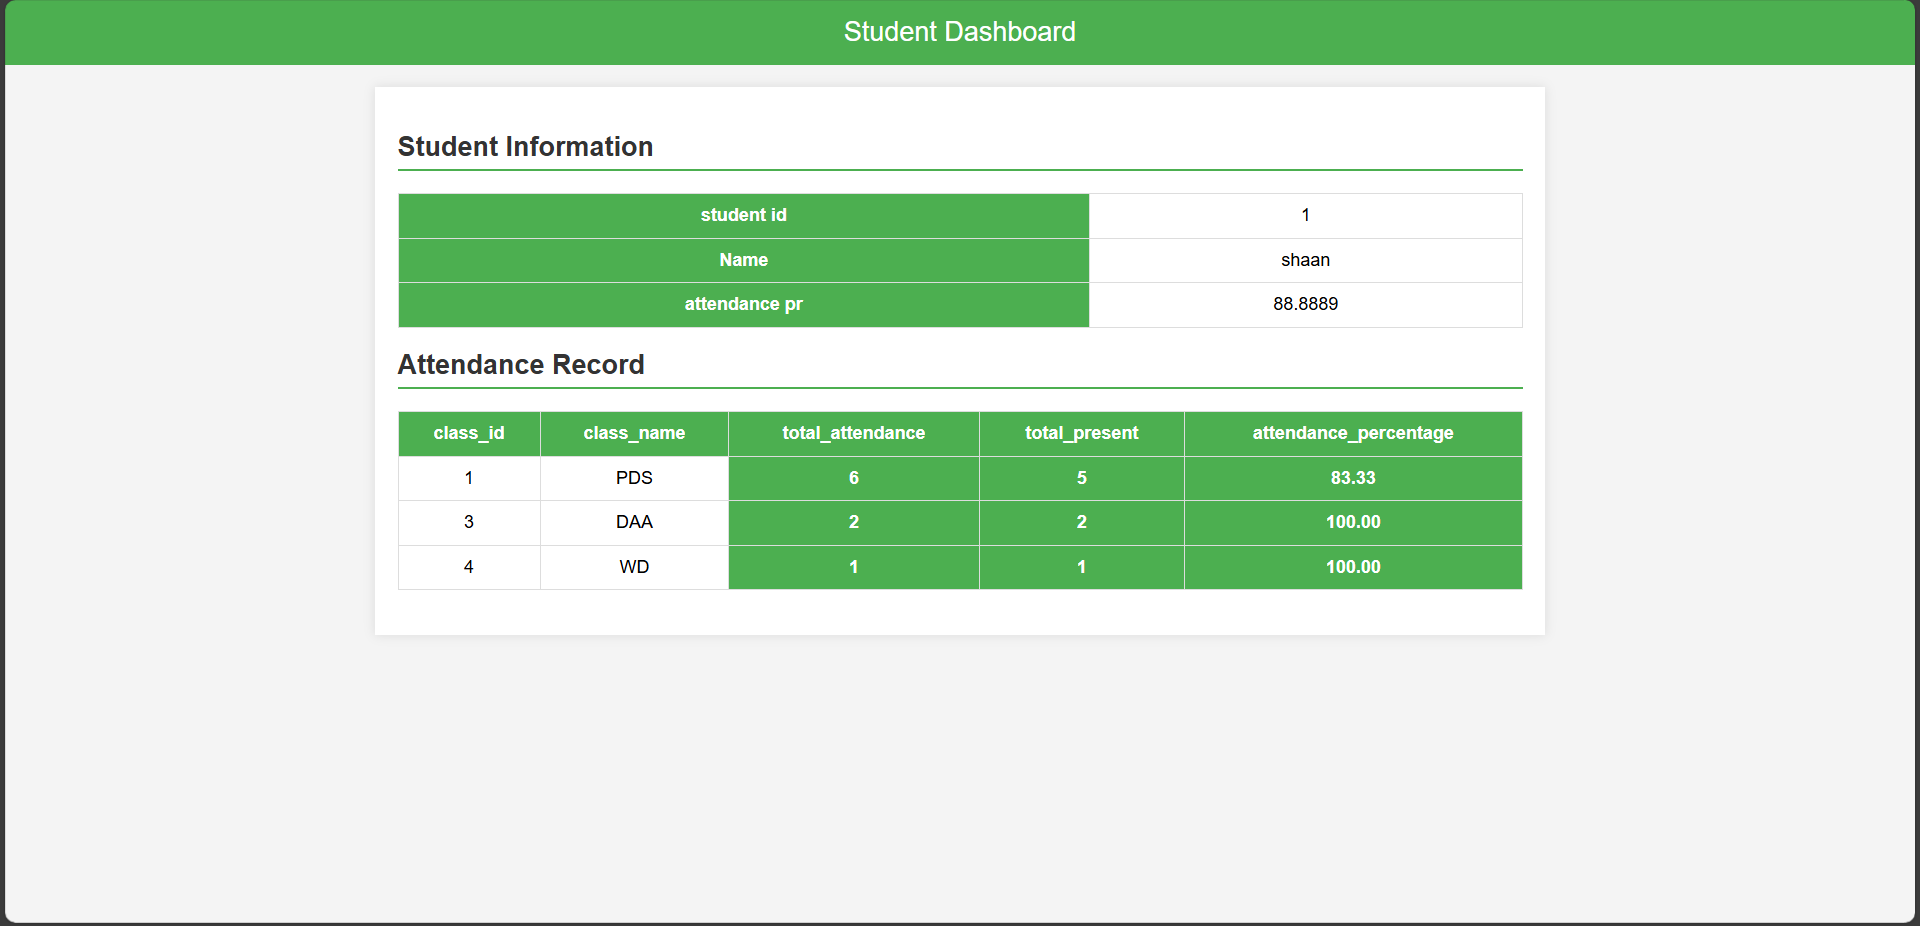 Student Dashboard
Student Information
student id 1
Name shaan
attendance pr 88.8889
Attendance Record
class_id class_name total_attendance total_present attendance_percentage
1 PDS 6 5 83.33
3 DAA 2 2 100.00
4 WD 1 1 100.00